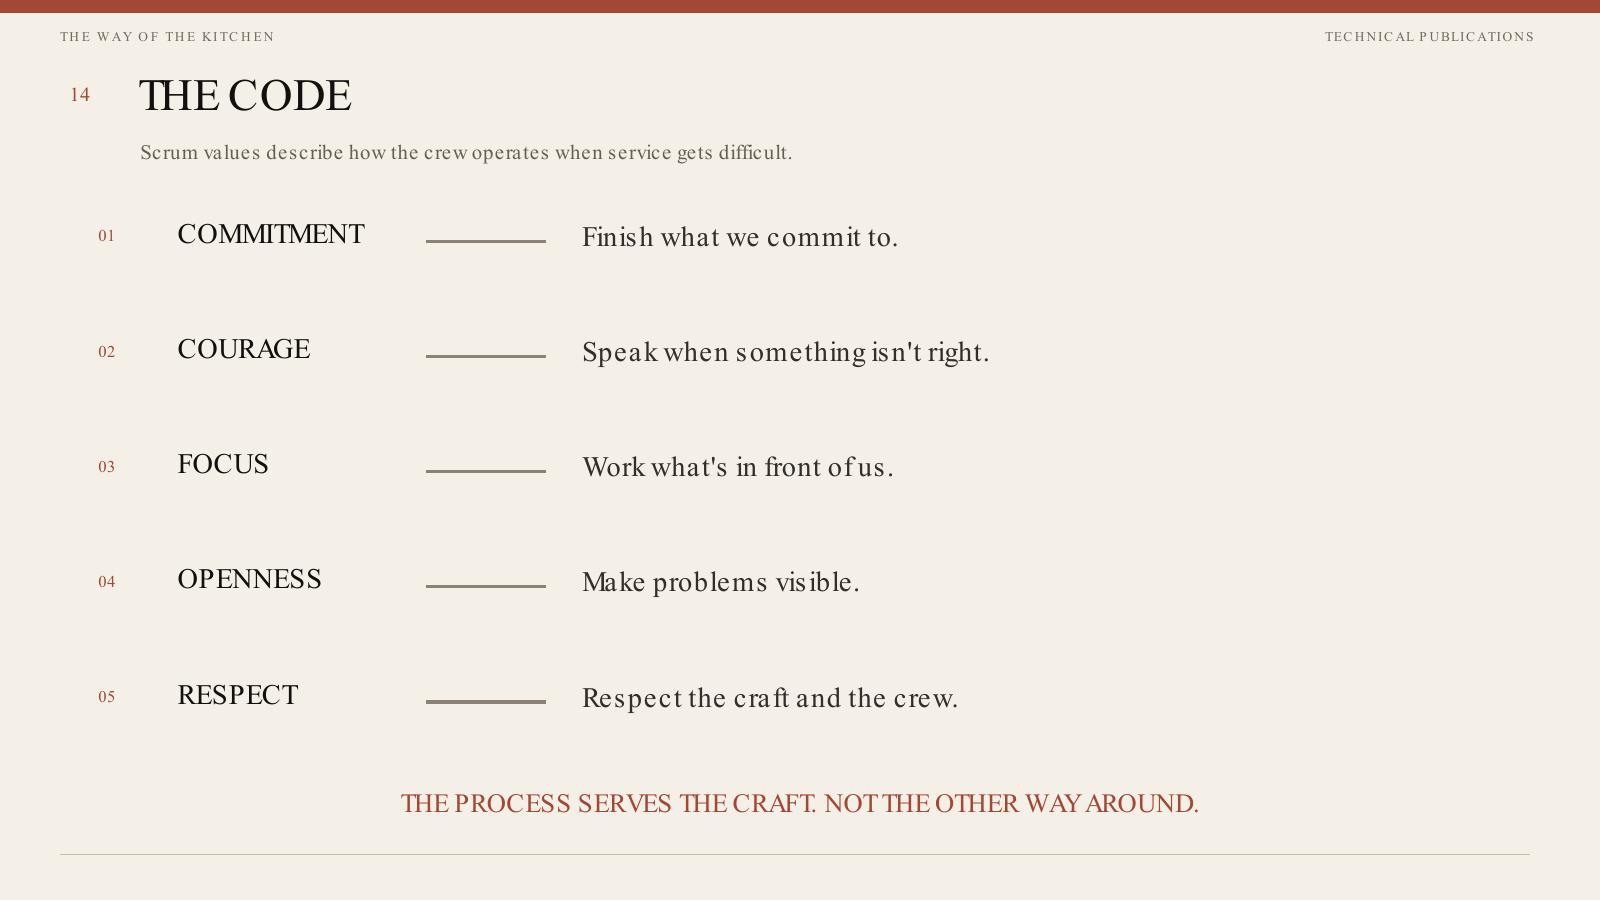 THE WAY OF THE KITCHEN
TECHNICAL PUBLICATIONS
14 THE CODE
Scrum values describe how the crew operates when service gets difficult.
01 COMMITMENT Finish what we commit to.
02 COURAGE Speak when something isn't right.
03 FOCUS Work what's in front of us.
04 OPENNESS Make problems visible.
05 RESPECT Respect the craft and the crew.
THE PROCESS SERVES THE CRAFT. NOT THE OTHER WAY AROUND.